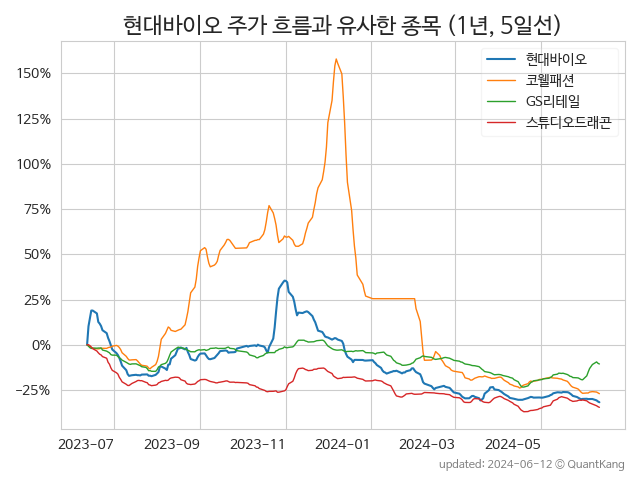 현대바이오 주가 흐름과 유사한 종목 (1년, 5일선)
현대바이오
코웰패션
GS리테일
스튜디오드래곤
150%
125%
100%
75%
50%
25%
0%
−25%
2023-07 2023-09 2023-11 2024-01 2024-03 2024-05
updated: 2024-06-12 © QuantKang